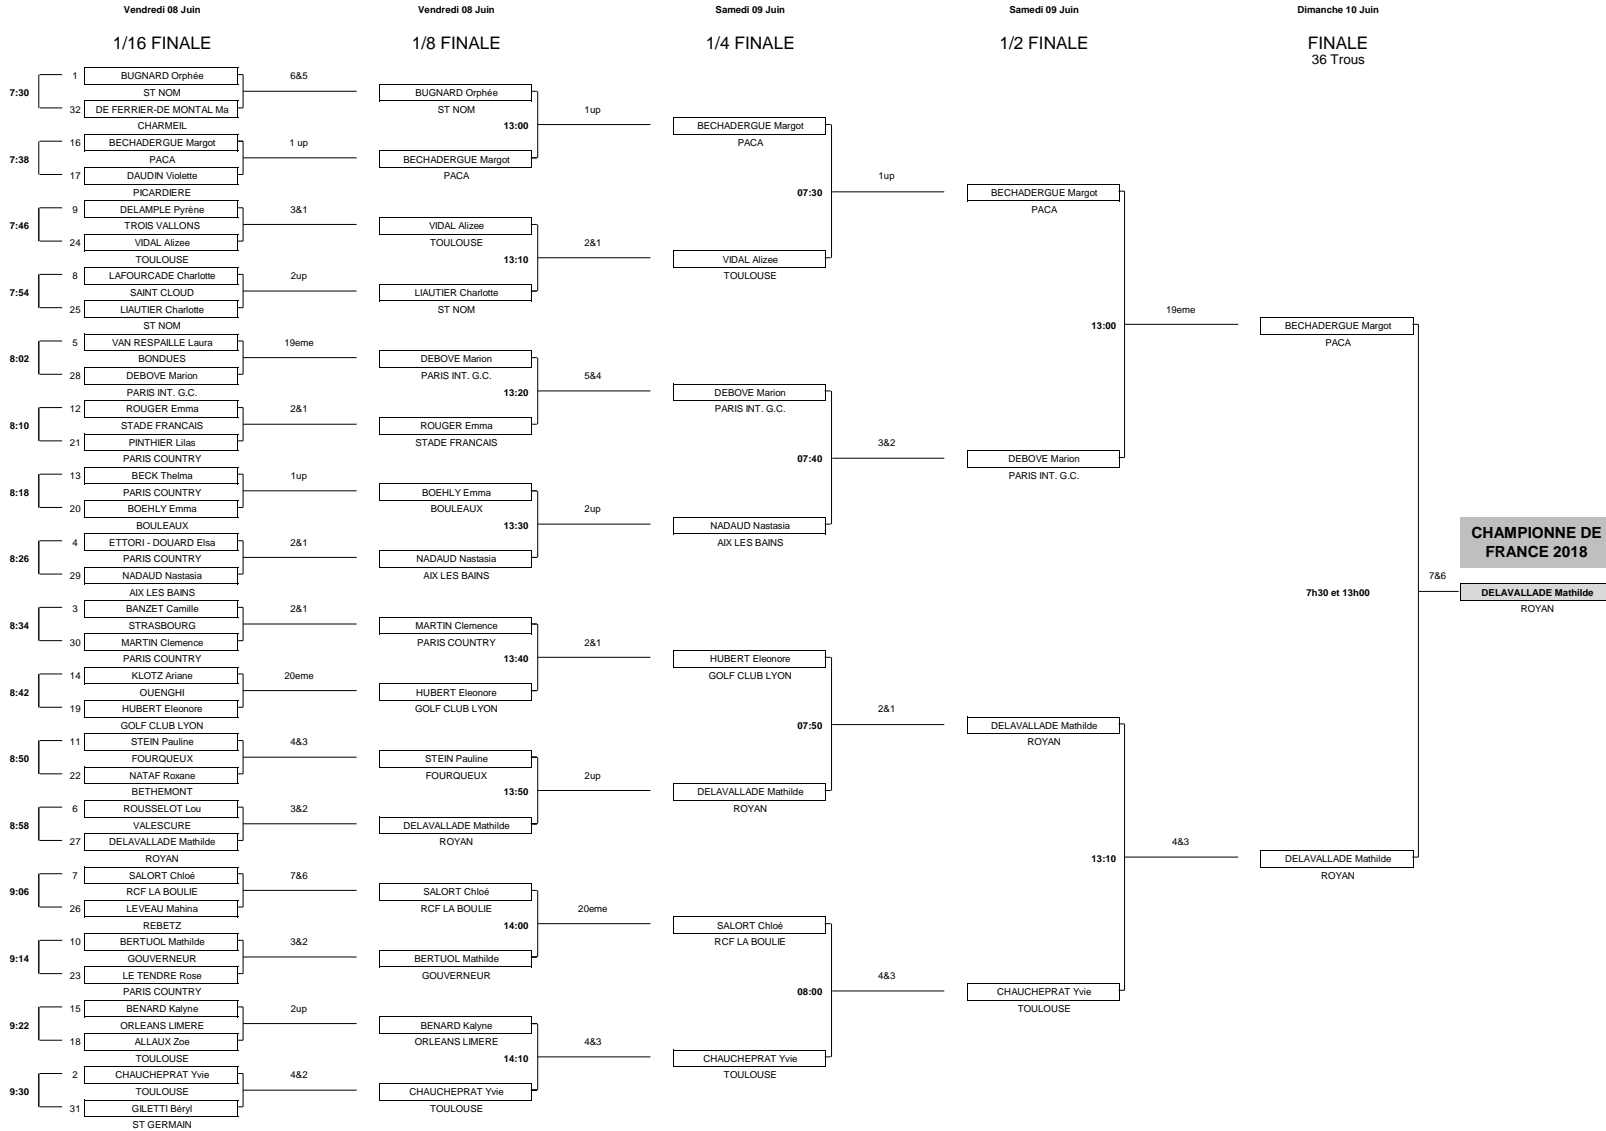 Vendredi 08 Juin
Vendredi 08 Juin
Samedi 09 Juin
Samedi 09 Juin
Dimanche 10 Juin
1/16 FINALE
1/8 FINALE
1/4 FINALE
1/2 FINALE
FINALE
36 Trous
7:30
1 BUGNARD Orphée 6&5
ST NOM
32 DE FERRIER-DE MONTAL Ma
CHARMEIL
7:38
16 BECHADERGUE Margot 1 up
PACA
17 DAUDIN Violette
PICARDIERE
7:46
9 DELAMPLE Pyrène 3&1
TROIS VALLONS
24 VIDAL Alizee
TOULOUSE
7:54
8 LAFOURCADE Charlotte 2up
SAINT CLOUD
25 LIAUTIER Charlotte
ST NOM
8:02
5 VAN RESPAILLE Laura 19eme
BONDUES
28 DEBOVE Marion
PARIS INT. G.C.
8:10
12 ROUGER Emma 2&1
STADE FRANCAIS
21 PINTHIER Lilas
PARIS COUNTRY
8:18
13 BECK Thelma 1up
PARIS COUNTRY
20 BOEHLY Emma
BOULEAUX
8:26
4 ETTORI - DOUARD Elsa 2&1
PARIS COUNTRY
29 NADAUD Nastasia
AIX LES BAINS
8:34
3 BANZET Camille 2&1
STRASBOURG
30 MARTIN Clemence
PARIS COUNTRY
8:42
14 KLOTZ Ariane 20eme
OUENGHI
19 HUBERT Eleonore
GOLF CLUB LYON
8:50
11 STEIN Pauline 4&3
FOURQUEUX
22 NATAF Roxane
BETHEMONT
8:58
6 ROUSSELOT Lou 3&2
VALESCURE
27 DELAVALLADE Mathilde
ROYAN
9:06
7 SALORT Chloé 7&6
RCF LA BOULIE
26 LEVEAU Mahina
REBETZ
9:14
10 BERTUOL Mathilde 3&2
GOUVERNEUR
23 LE TENDRE Rose
PARIS COUNTRY
9:22
15 BENARD Kalyne 2up
ORLEANS LIMERE
18 ALLAUX Zoe
TOULOUSE
9:30
2 CHAUCHEPRAT Yvie 4&2
TOULOUSE
31 GILETTI Béryl
ST GERMAIN
BUGNARD Orphée
ST NOM
13:00 1up
BECHADERGUE Margot
PACA
VIDAL Alizee
TOULOUSE
13:10 2&1
LIAUTIER Charlotte
ST NOM
DEBOVE Marion
PARIS INT. G.C.
13:20 5&4
ROUGER Emma
STADE FRANCAIS
BOEHLY Emma
BOULEAUX
13:30 2up
NADAUD Nastasia
AIX LES BAINS
MARTIN Clemence
PARIS COUNTRY
13:40 2&1
HUBERT Eleonore
GOLF CLUB LYON
STEIN Pauline
FOURQUEUX
13:50 2up
DELAVALLADE Mathilde
ROYAN
SALORT Chloé
RCF LA BOULIE
14:00 20eme
BERTUOL Mathilde
GOUVERNEUR
BENARD Kalyne
ORLEANS LIMERE
14:10 4&3
CHAUCHEPRAT Yvie
TOULOUSE
BECHADERGUE Margot
PACA
07:30 1up
VIDAL Alizee
TOULOUSE
DEBOVE Marion
PARIS INT. G.C.
07:40 3&2
NADAUD Nastasia
AIX LES BAINS
HUBERT Eleonore
GOLF CLUB LYON
07:50 2&1
DELAVALLADE Mathilde
ROYAN
SALORT Chloé
RCF LA BOULIE
08:00 4&3
CHAUCHEPRAT Yvie
TOULOUSE
BECHADERGUE Margot
PACA
13:00 19eme
DEBOVE Marion
PARIS INT. G.C.
DELAVALLADE Mathilde
ROYAN
13:10 4&3
CHAUCHEPRAT Yvie
TOULOUSE
BECHADERGUE Margot
PACA
7h30 et 13h00 7&6
DELAVALLADE Mathilde
ROYAN
CHAMPIONNE DE
FRANCE 2018
DELAVALLADE Mathilde
ROYAN